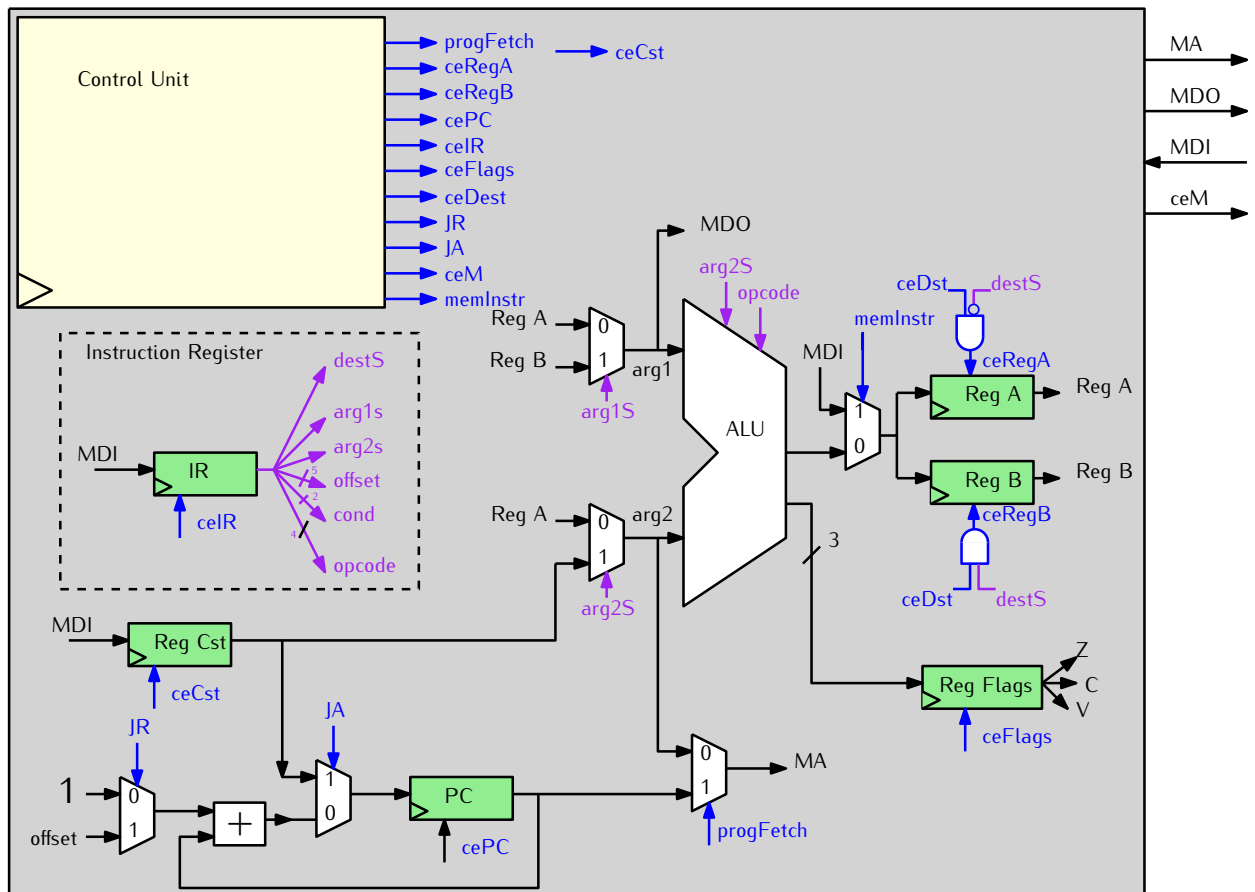 Control Unit
progFetch
ceCst
ceRegA
ceRegB
cePC
ceIR
ceFlags
ceDest
JR
JA
ceM
memInstr
MA
MDO
MDI
ceM
Instruction Register
destS
arg1s
arg2s
5
offset
2
cond
4
opcode
MDI
IR
ceIR
MDO
arg2S
opcode
Reg A
0
Reg B
1
arg1
arg1S
ALU
Reg A
0
arg2
1
arg2S
ceDst
destS
memInstr
MDI
ceRegA
1
0
Reg A
Reg A
Reg B
Reg B
ceRegB
3
ceDst
destS
MDI
Reg Cst
ceCst
Reg Flags
Z
C
V
ceFlags
JR
JA
1
0
offset
1
+
1
0
PC
cePC
0
1
MA
progFetch